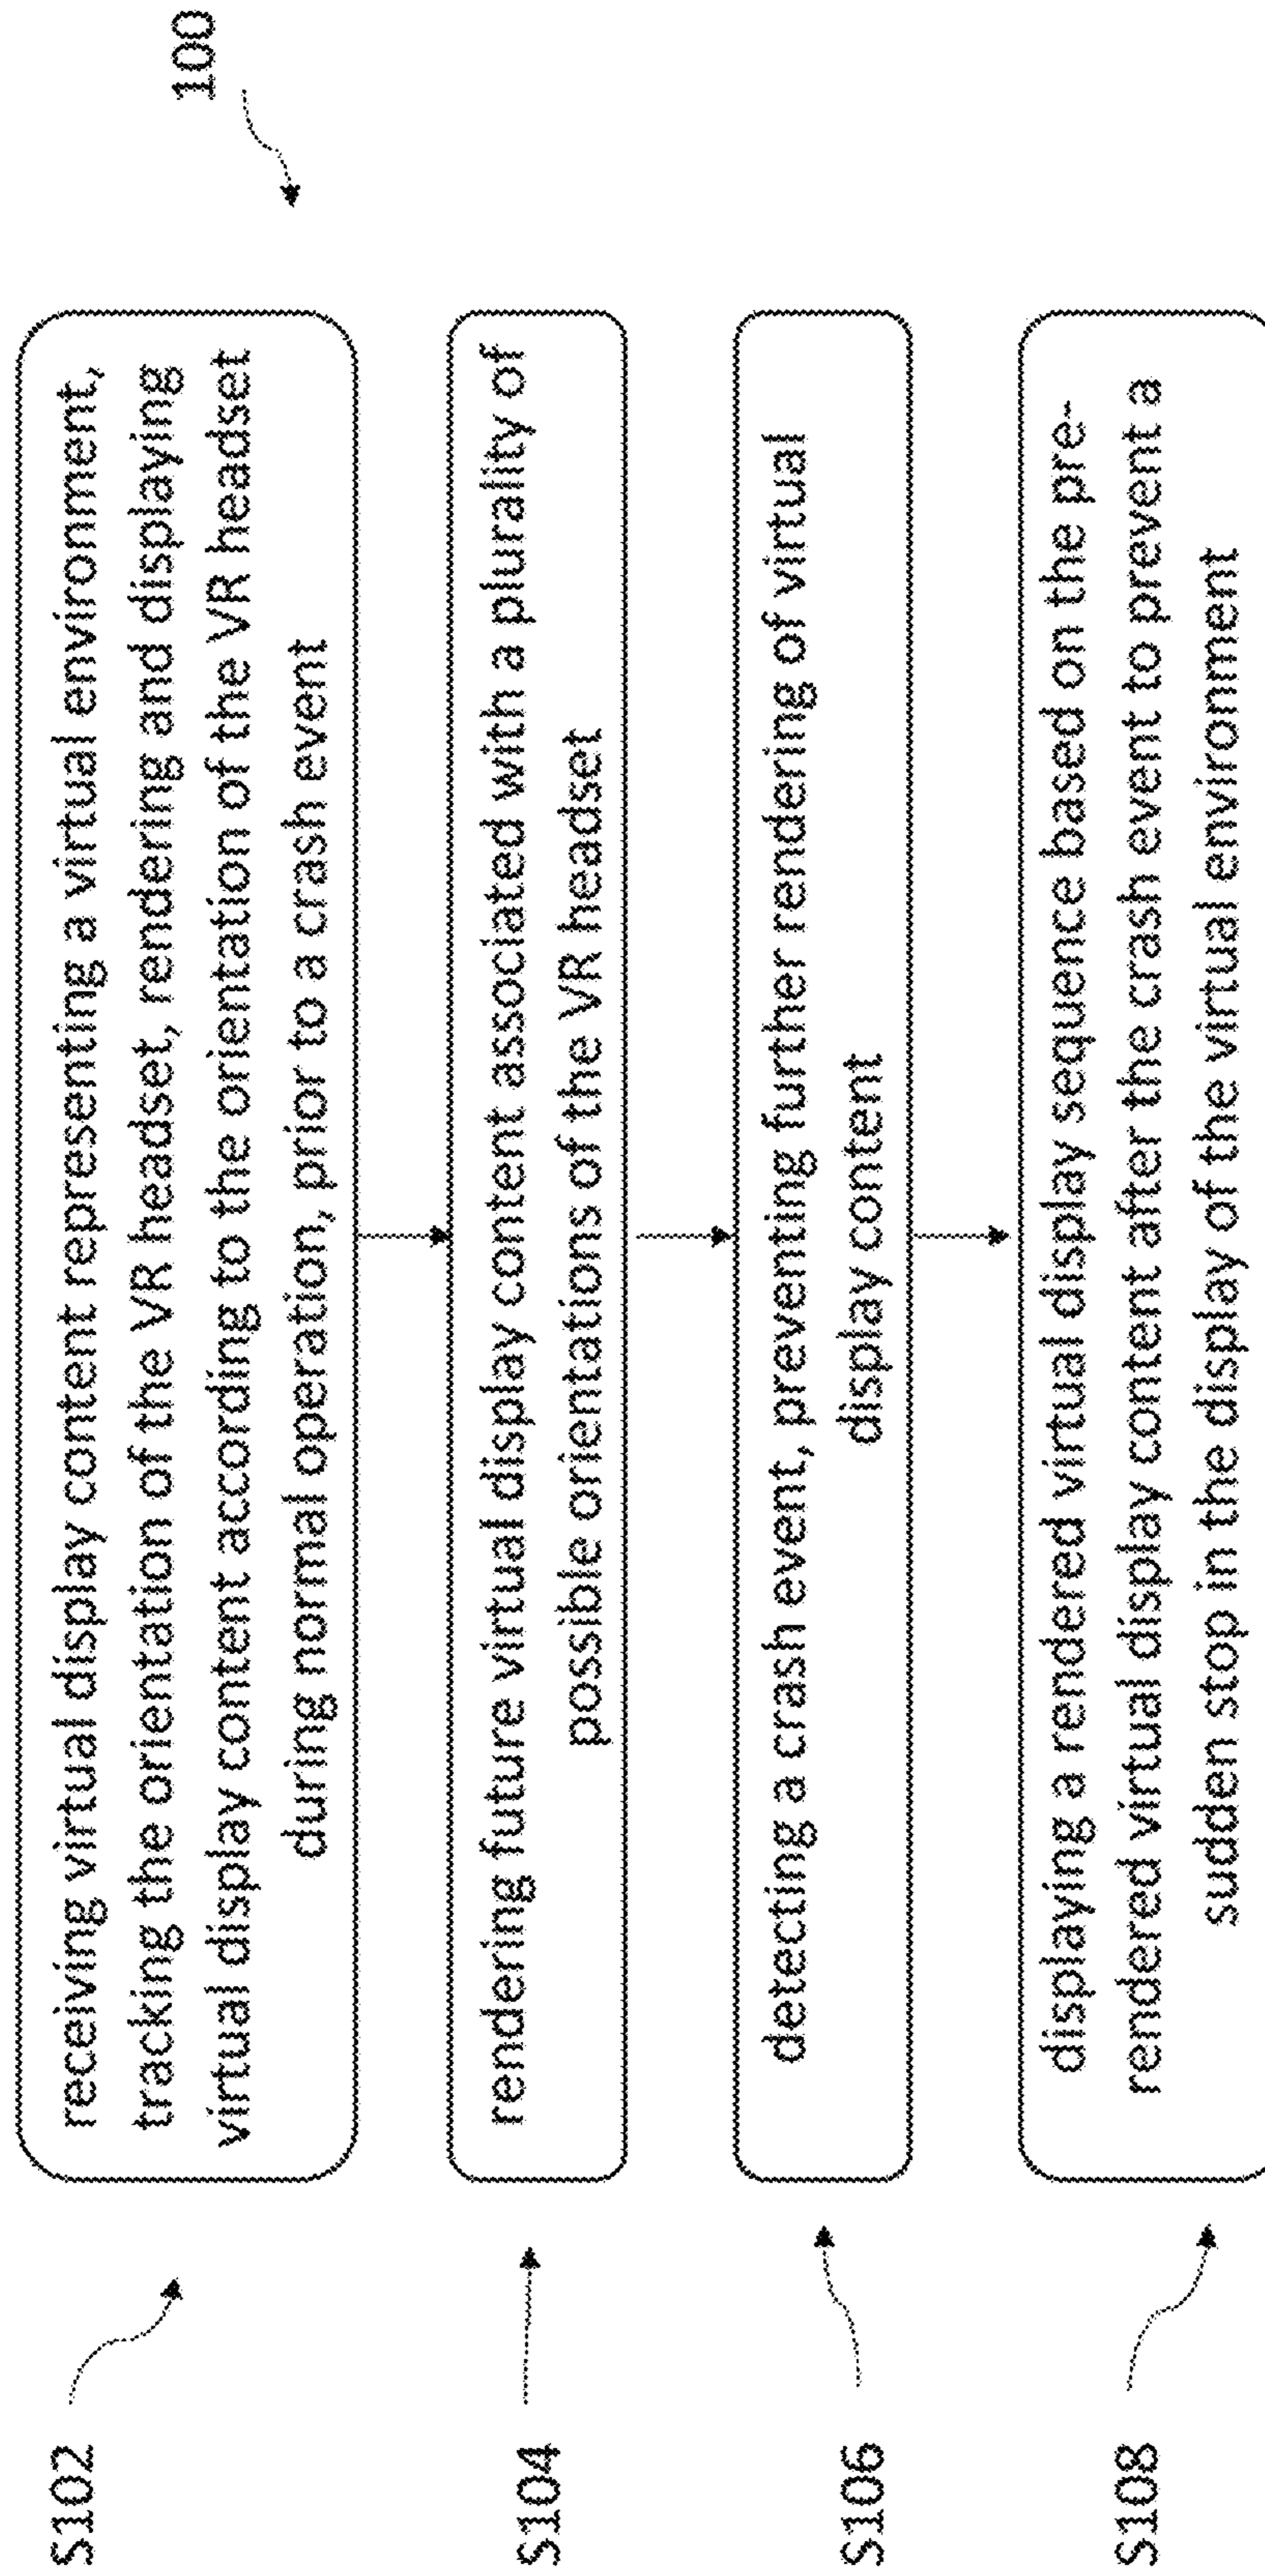 100
S102
receiving virtual display content representing a virtual environment,
tracking the orientation of the VR headset, rendering and displaying
virtual display content according to the orientation of the VR headset
during normal operation, prior to a crash event
S104
rendering future virtual display content associated with a plurality of
possible orientations of the VR headset
S106
detecting a crash event, preventing further rendering of virtual
display content
S108
displaying a rendered virtual display sequence based on the pre-
rendered virtual display content after the crash event to prevent a
sudden stop in the display of the virtual environment